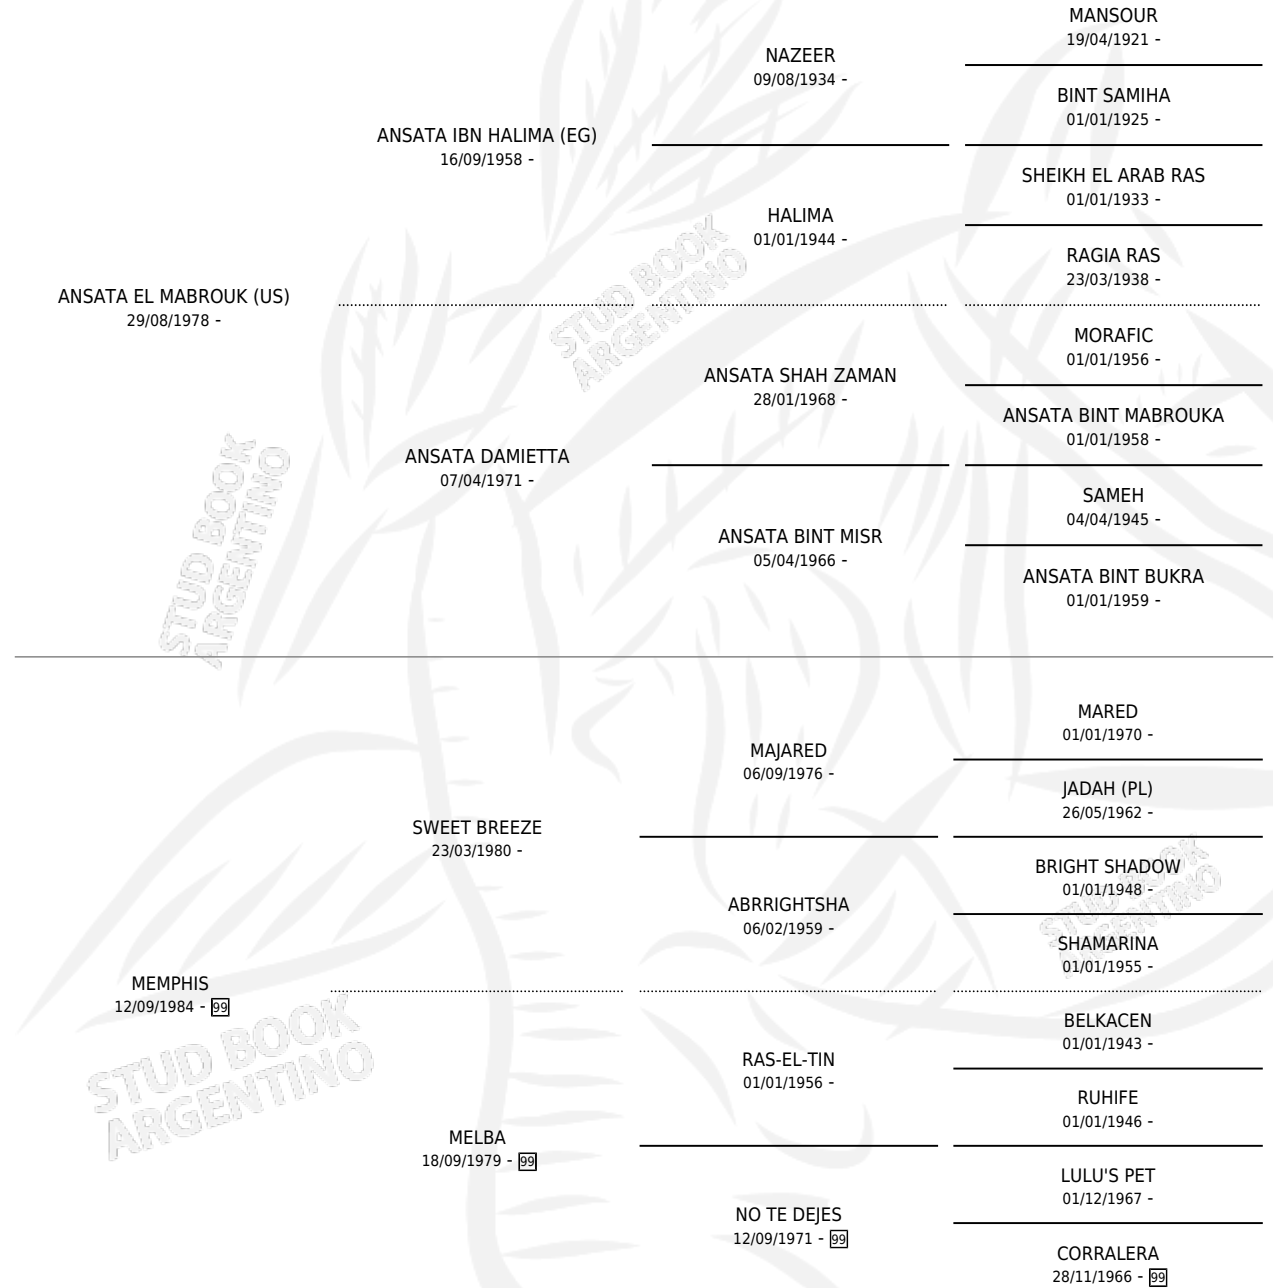 MANSOUR
19/04/1921 -
NAZEER
09/08/1934 -
BINT SAMIHA
01/01/1925 -
ANSATA IBN HALIMA (EG)
16/09/1958 -
SHEIKH EL ARAB RAS
01/01/1933 -
HALIMA
01/01/1944 -
RAGIA RAS
23/03/1938 -
ANSATA EL MABROUK (US)
29/08/1978 -
MORAFIC
01/01/1956 -
ANSATA SHAH ZAMAN
28/01/1968 -
ANSATA BINT MABROUKA
01/01/1958 -
ANSATA DAMIETTA
07/04/1971 -
SAMEH
04/04/1945 -
ANSATA BINT MISR
05/04/1966 -
ANSATA BINT BUKRA
01/01/1959 -
MARED
01/01/1970 -
MAJARED
06/09/1976 -
JADAH (PL)
26/05/1962 -
SWEET BREEZE
23/03/1980 -
BRIGHT SHADOW
01/01/1948 -
ABRRIGHTSHA
06/02/1959 -
SHAMARINA
01/01/1955 -
MEMPHIS
12/09/1984 - 99
BELKACEN
01/01/1943 -
RAS-EL-TIN
01/01/1956 -
RUHIFE
01/01/1946 -
MELBA
18/09/1979 - 99
LULU'S PET
01/12/1967 -
NO TE DEJES
12/09/1971 - 99
CORRALERA
28/11/1966 - 99
STUD BOOK
ARGENTINO
STUD BOOK
ARGENTINO
STUD BOOK
ARGENTINO
STUD BOOK
ARGENTINO